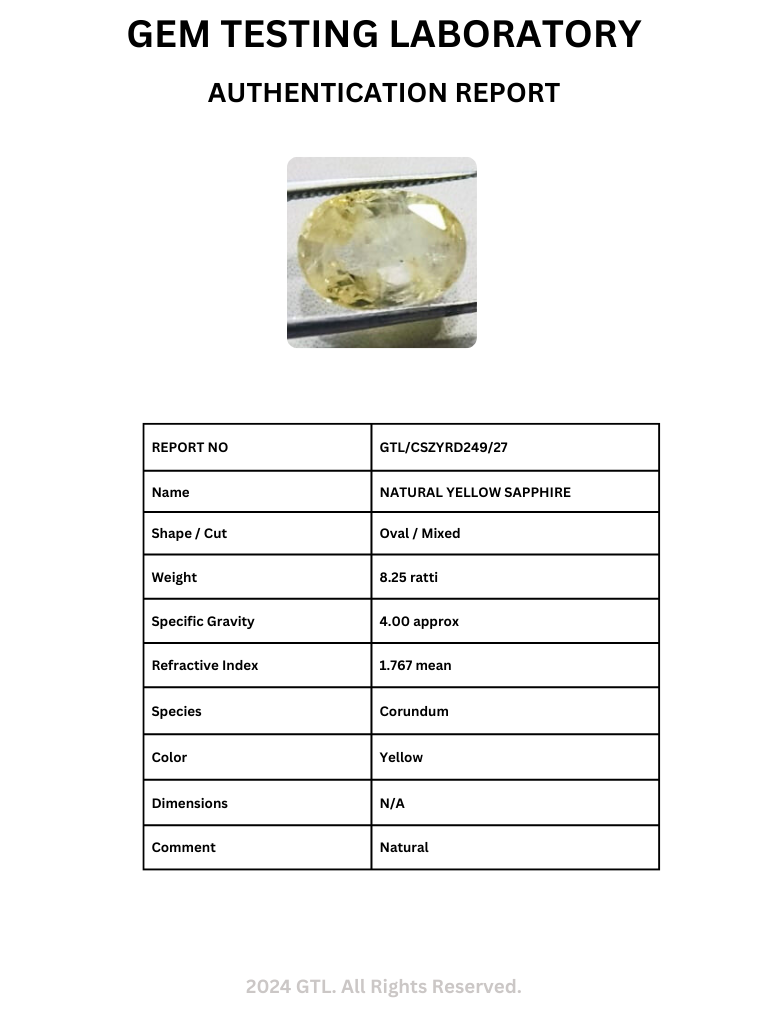 GEM TESTING LABORATORY
AUTHENTICATION REPORT
REPORT NO GTL/CSZYRD249/27
Name NATURAL YELLOW SAPPHIRE
Shape / Cut Oval / Mixed
Weight 8.25 ratti
Specific Gravity 4.00 approx
Refractive Index 1.767 mean
Species Corundum
Color Yellow
Dimensions N/A
Comment Natural
2024 GTL. All Rights Reserved.